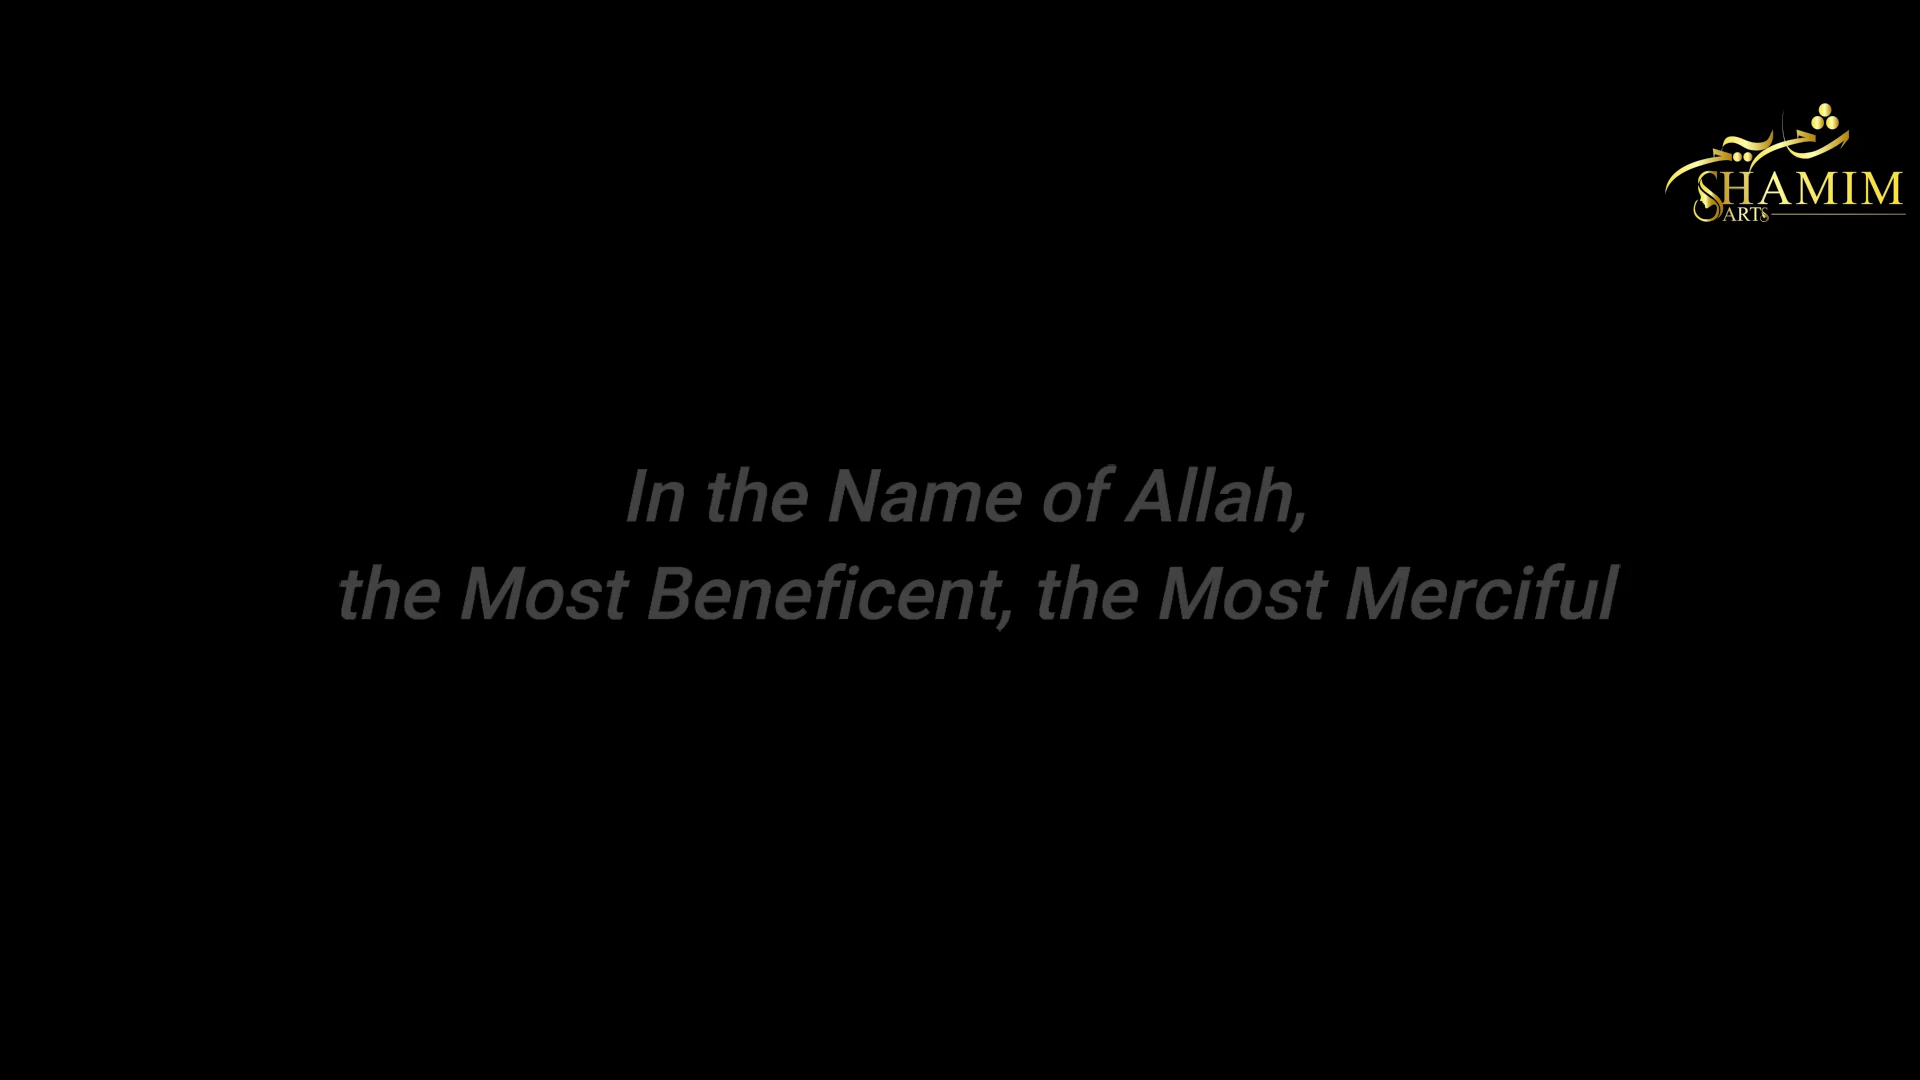 SHAMIM
ARTS
In the Name of Allah,
the Most Beneficent, the Most Merciful